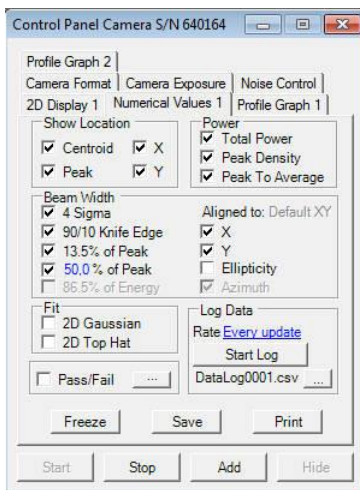 Control Panel Camera S/N 640164
Profile Graph 2
Camera Format Camera Exposure Noise Control
2D Display 1 Numerical Values 1 Profile Graph 1
Show Location
Centroid X
Peak Y
Power
Total Power
Peak Density
Peak To Average
Beam Width
4 Sigma Aligned to: Default XY
90/10 Knife Edge X
13.5% of Peak Y
50.0 % of Peak Ellipticity
86.5% of Energy Azimuth
Fit
2D Gaussian
2D Top Hat
Log Data
Rate Every update
Start Log
DataLog0001.csv ...
Pass/Fail ...
Freeze Save Print
Start Stop Add Hide